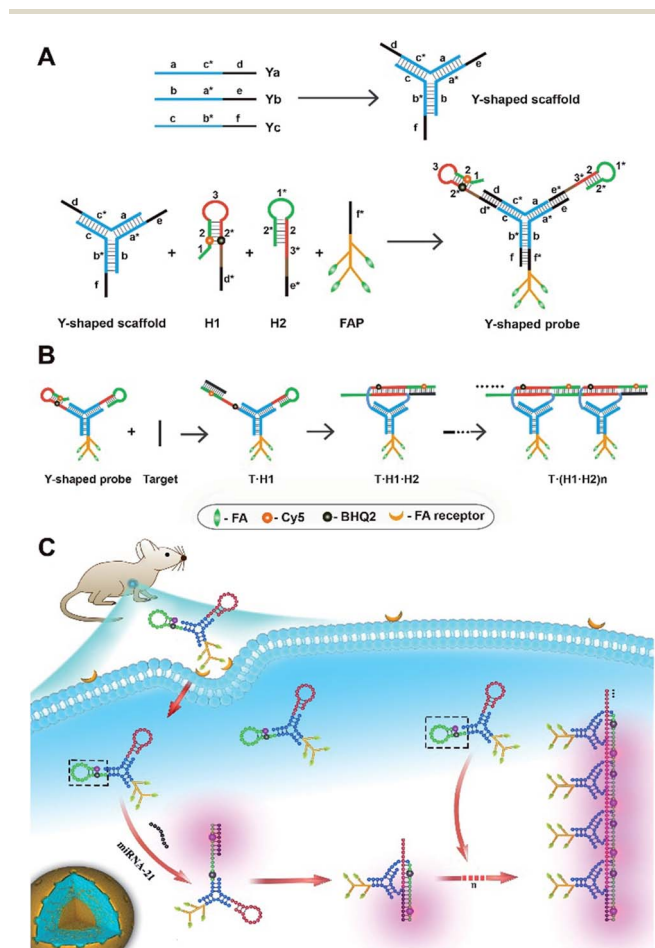 A
a c* d Ya
b a* e Yb
c b* f Yc
d c* a e
c a*
b* b
f
Y-shaped scaffold
d c* a e
c a*
b* b
f
+
3
2 2*
1
d*
+
1*
2* 2
3*
e*
+
f*
3 2 1
2* d
d* c* a e* 3* 1*
2*
c a* e
b* b
f f*
Y-shaped scaffold H1 H2 FAP Y-shaped probe
B
+
Y-shaped probe Target T·H1 T·H1·H2 T·(H1·H2)n
- FA - Cy5 - BHQ2 - FA receptor
C
miRNA-21
n